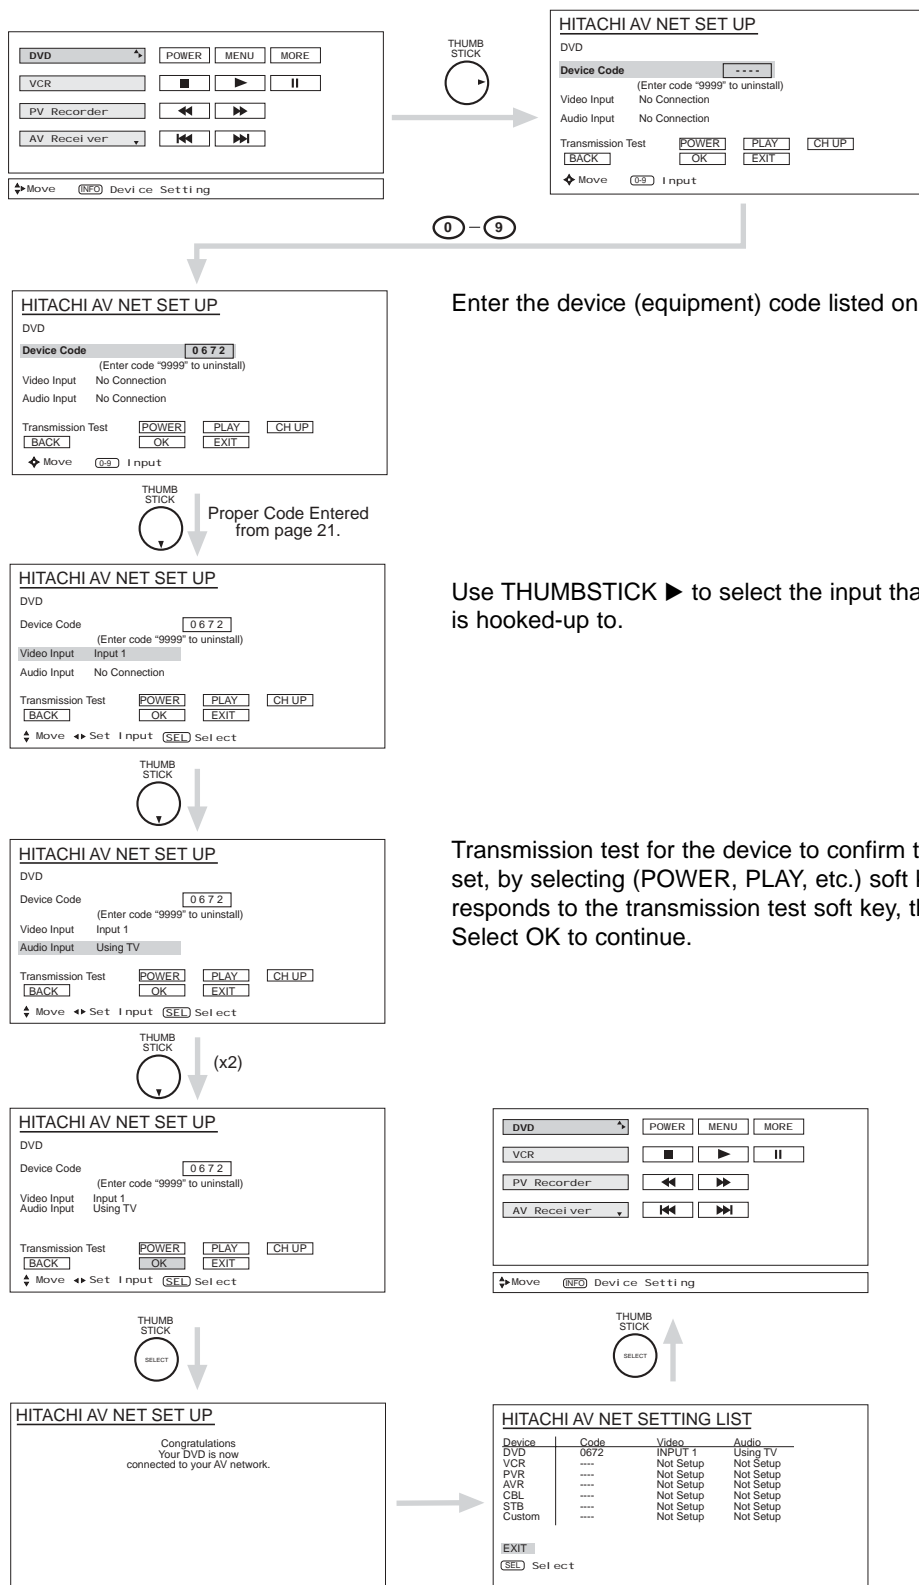 DVD POWER MENU MORE
VCR
PV Recorder
AV Receiver
Move INFO Device Setting
THUMB
STICK
HITACHI AV NET SET UP
DVD
Device Code - - - -
(Enter code "9999" to uninstall)
Video Input No Connection
Audio Input No Connection
Transmission Test POWER PLAY CH UP
BACK OK EXIT
Move 0-9 Input
0 – 9
HITACHI AV NET SET UP
DVD
Device Code 0 6 7 2
(Enter code "9999" to uninstall)
Video Input No Connection
Audio Input No Connection
Transmission Test POWER PLAY CH UP
BACK OK EXIT
Move 0-9 Input
Enter the device (equipment) code listed on
THUMB
STICK
Proper Code Entered
from page 21.
HITACHI AV NET SET UP
DVD
Device Code 0 6 7 2
(Enter code "9999" to uninstall)
Video Input Input 1
Audio Input No Connection
Transmission Test POWER PLAY CH UP
BACK OK EXIT
Move Set Input SEL Select
Use THUMBSTICK ▶ to select the input
is hooked-up to.
THUMB
STICK
HITACHI AV NET SET UP
DVD
Device Code 0 6 7 2
(Enter code "9999" to uninstall)
Video Input Input 1
Audio Input Using TV
Transmission Test POWER PLAY CH UP
BACK OK EXIT
Move Set Input SEL Select
Transmission test for the device to confirm
set, by selecting (POWER, PLAY, etc.) soft
responds to the transmission test soft key,
Select OK to continue.
THUMB
STICK
(x2)
HITACHI AV NET SET UP
DVD
Device Code 0 6 7 2
(Enter code "9999" to uninstall)
Video Input Input 1
Audio Input Using TV
Transmission Test POWER PLAY CH UP
BACK OK EXIT
Move Set Input SEL Select
THUMB
STICK
SELECT
HITACHI AV NET SET UP
Congratulations
Your DVD is now
connected to your AV network.
HITACHI AV NET SETTING LIST
Device Code Video Audio
DVD 0672 INPUT 1 Using TV
VCR ---- Not Setup Not Setup
PVR ---- Not Setup Not Setup
AVR ---- Not Setup Not Setup
CBL ---- Not Setup Not Setup
STB ---- Not Setup Not Setup
Custom ---- Not Setup Not Setup
EXIT
SEL Select
THUMB
STICK
SELECT
DVD POWER MENU MORE
VCR
PV Recorder
AV Receiver
Move INFO Device Setting